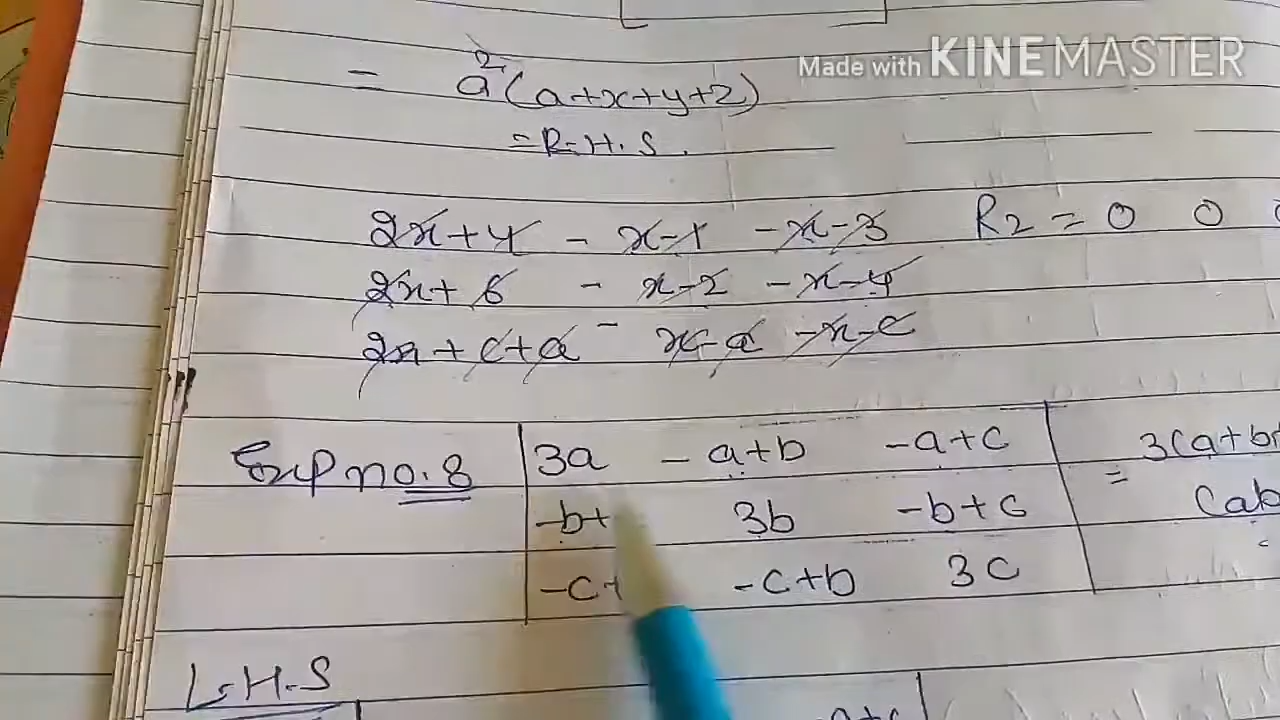 Made with KINEMASTER
= a²(a+x+y+z)
= R.H.S.
2x+4 - x-1 - x-3 R2 = 0 0
2x+6 - x-2 - x-4
2x+c+a - x-a - x-c
Exp no. 8
3a -a+b -a+c
-b+ 3b -b+c
-c+ -c+b 3c
= 3(a+b+
(ab
L.H.S